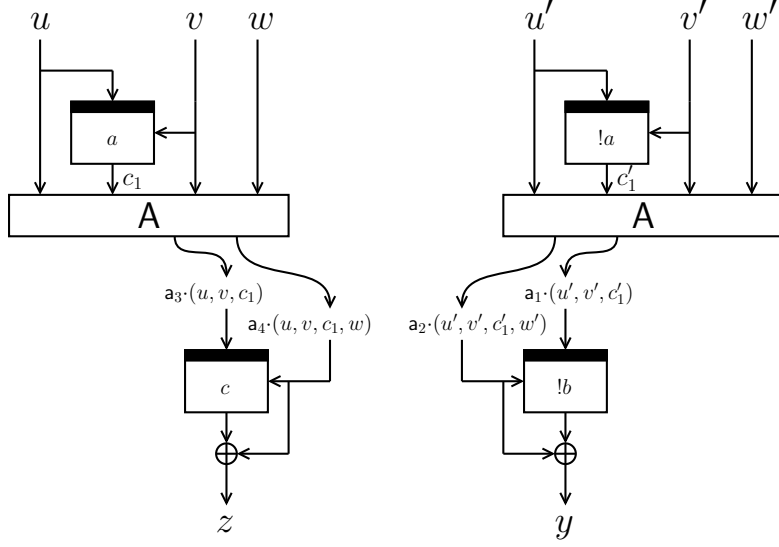 u v w u′ v′ w′
a !a
c₁ c′₁
A A
a₃·(u, v, c₁) a₁·(u′, v′, c′₁)
a₄·(u, v, c₁, w) a₂·(u′, v′, c′₁, w′)
c !b
z y